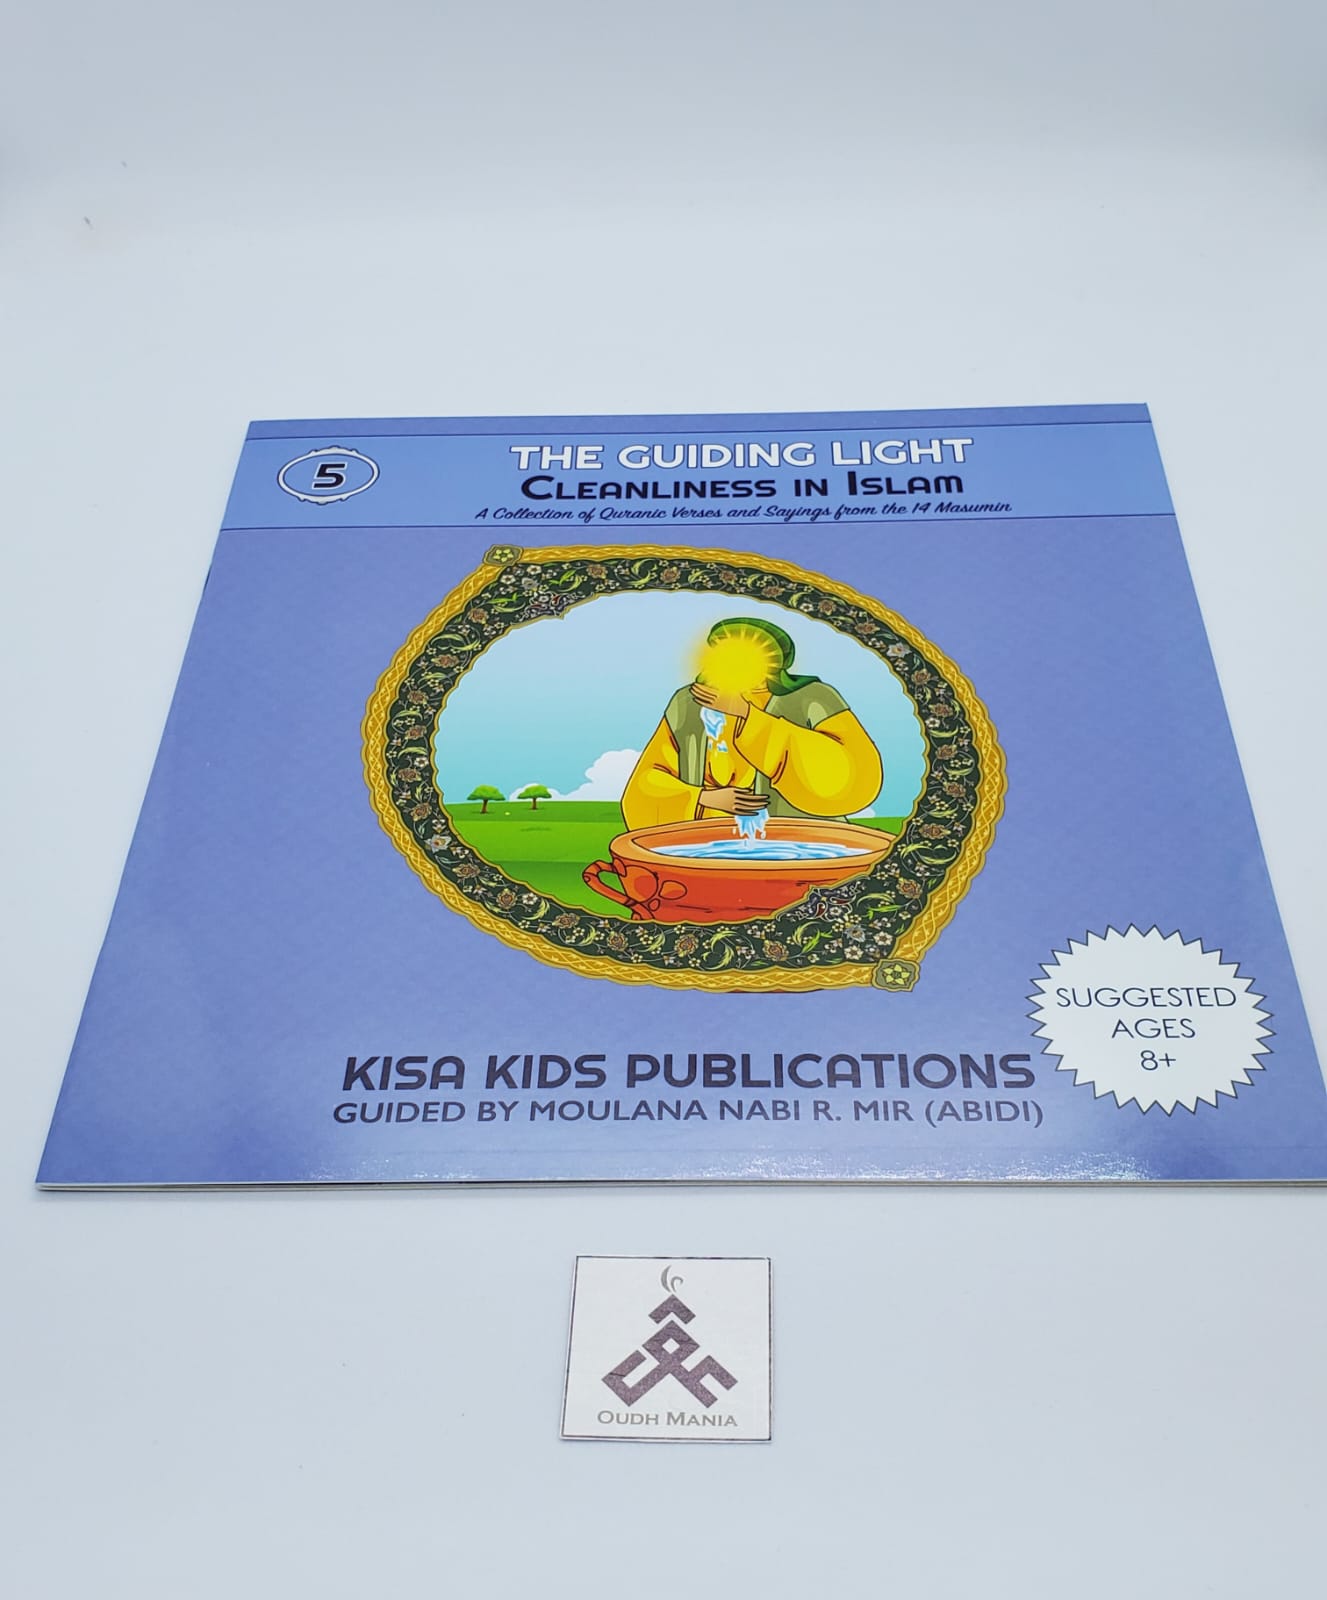 5
THE GUIDING LIGHT
CLEANLINESS IN ISLAM
A Collection of Quranic Verses and Sayings from the 14 Masumin
SUGGESTED
AGES
8+
KISA KIDS PUBLICATIONS
GUIDED BY MOULANA NABI R. MIR (ABIDI)
OUDH MANIA